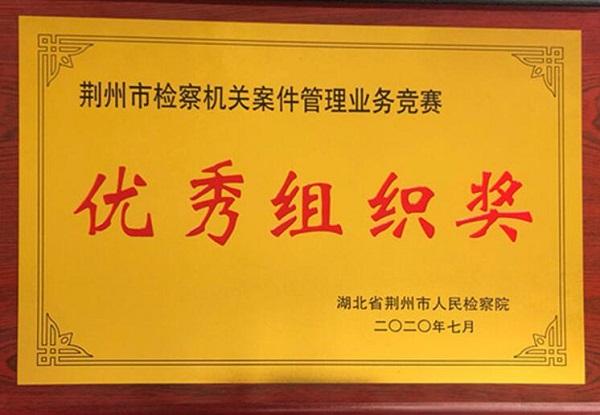 荆州市检察机关案件管理业务竞赛
优秀组织奖
湖北省荆州市人民检察院
二〇二〇年七月